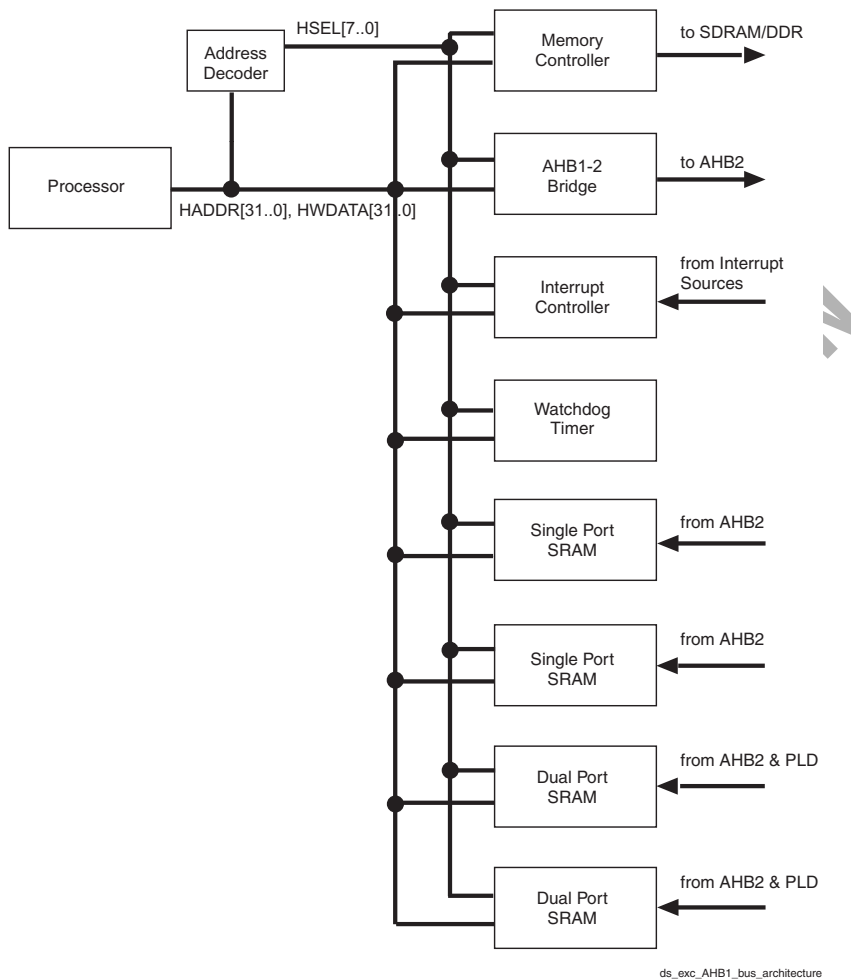 HSEL[7..0]
Address
Decoder
Memory
Controller
to SDRAM/DDR
Processor
HADDR[31..0], HWDATA[31..0]
AHB1-2
Bridge
to AHB2
Interrupt
Controller
from Interrupt
Sources
Watchdog
Timer
Single Port
SRAM
from AHB2
Single Port
SRAM
from AHB2
Dual Port
SRAM
from AHB2 & PLD
Dual Port
SRAM
from AHB2 & PLD
ds_exc_AHB1_bus_architecture